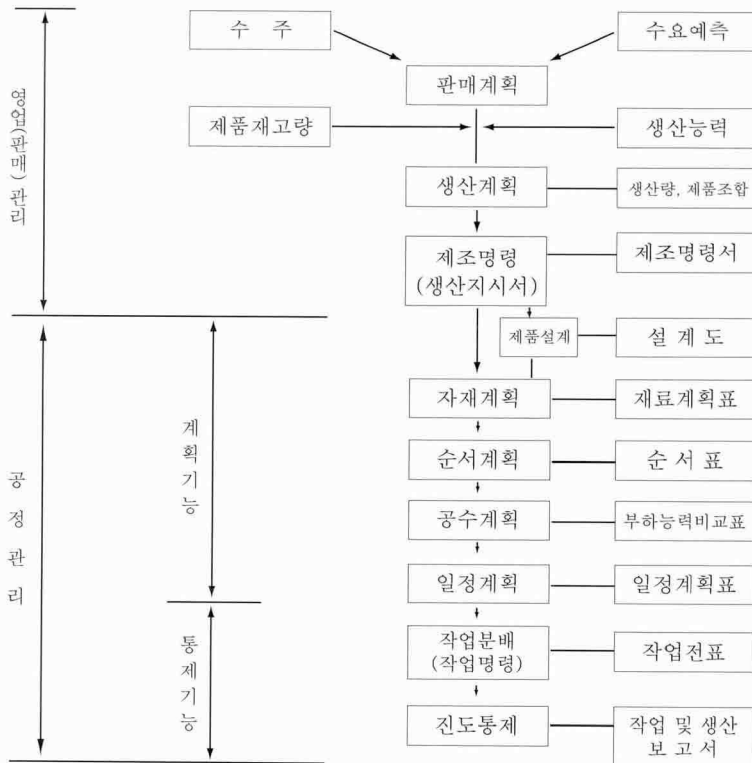 수 주
수요예측
판매계획
제품재고량
생산능력
영업(판매)관리
생산계획
생산량, 제품조합
제조명령
(생산지시서)
제조명령서
제품설계
설 계 도
자재계획
재료계획표
계획기능
순서계획
순 서 표
공 정 관 리
공수계획
부하능력비교표
일정계획
일정계획표
통제기능
작업분배
(작업명령)
작업전표
진도통제
작업 및 생산
보고서